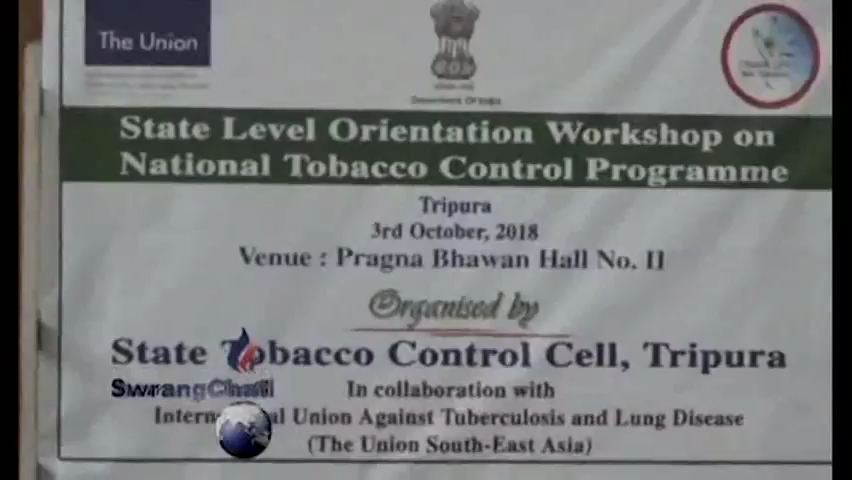 The Union
State Level Orientation Workshop on
National Tobacco Control Programme
Tripura
3rd October, 2018
Venue : Pragna Bhawan Hall No. II
Organised by
State Tobacco Control Cell, Tripura
In collaboration with
Union Against Tuberculosis and Lung Disease
(The Union South-East Asia)